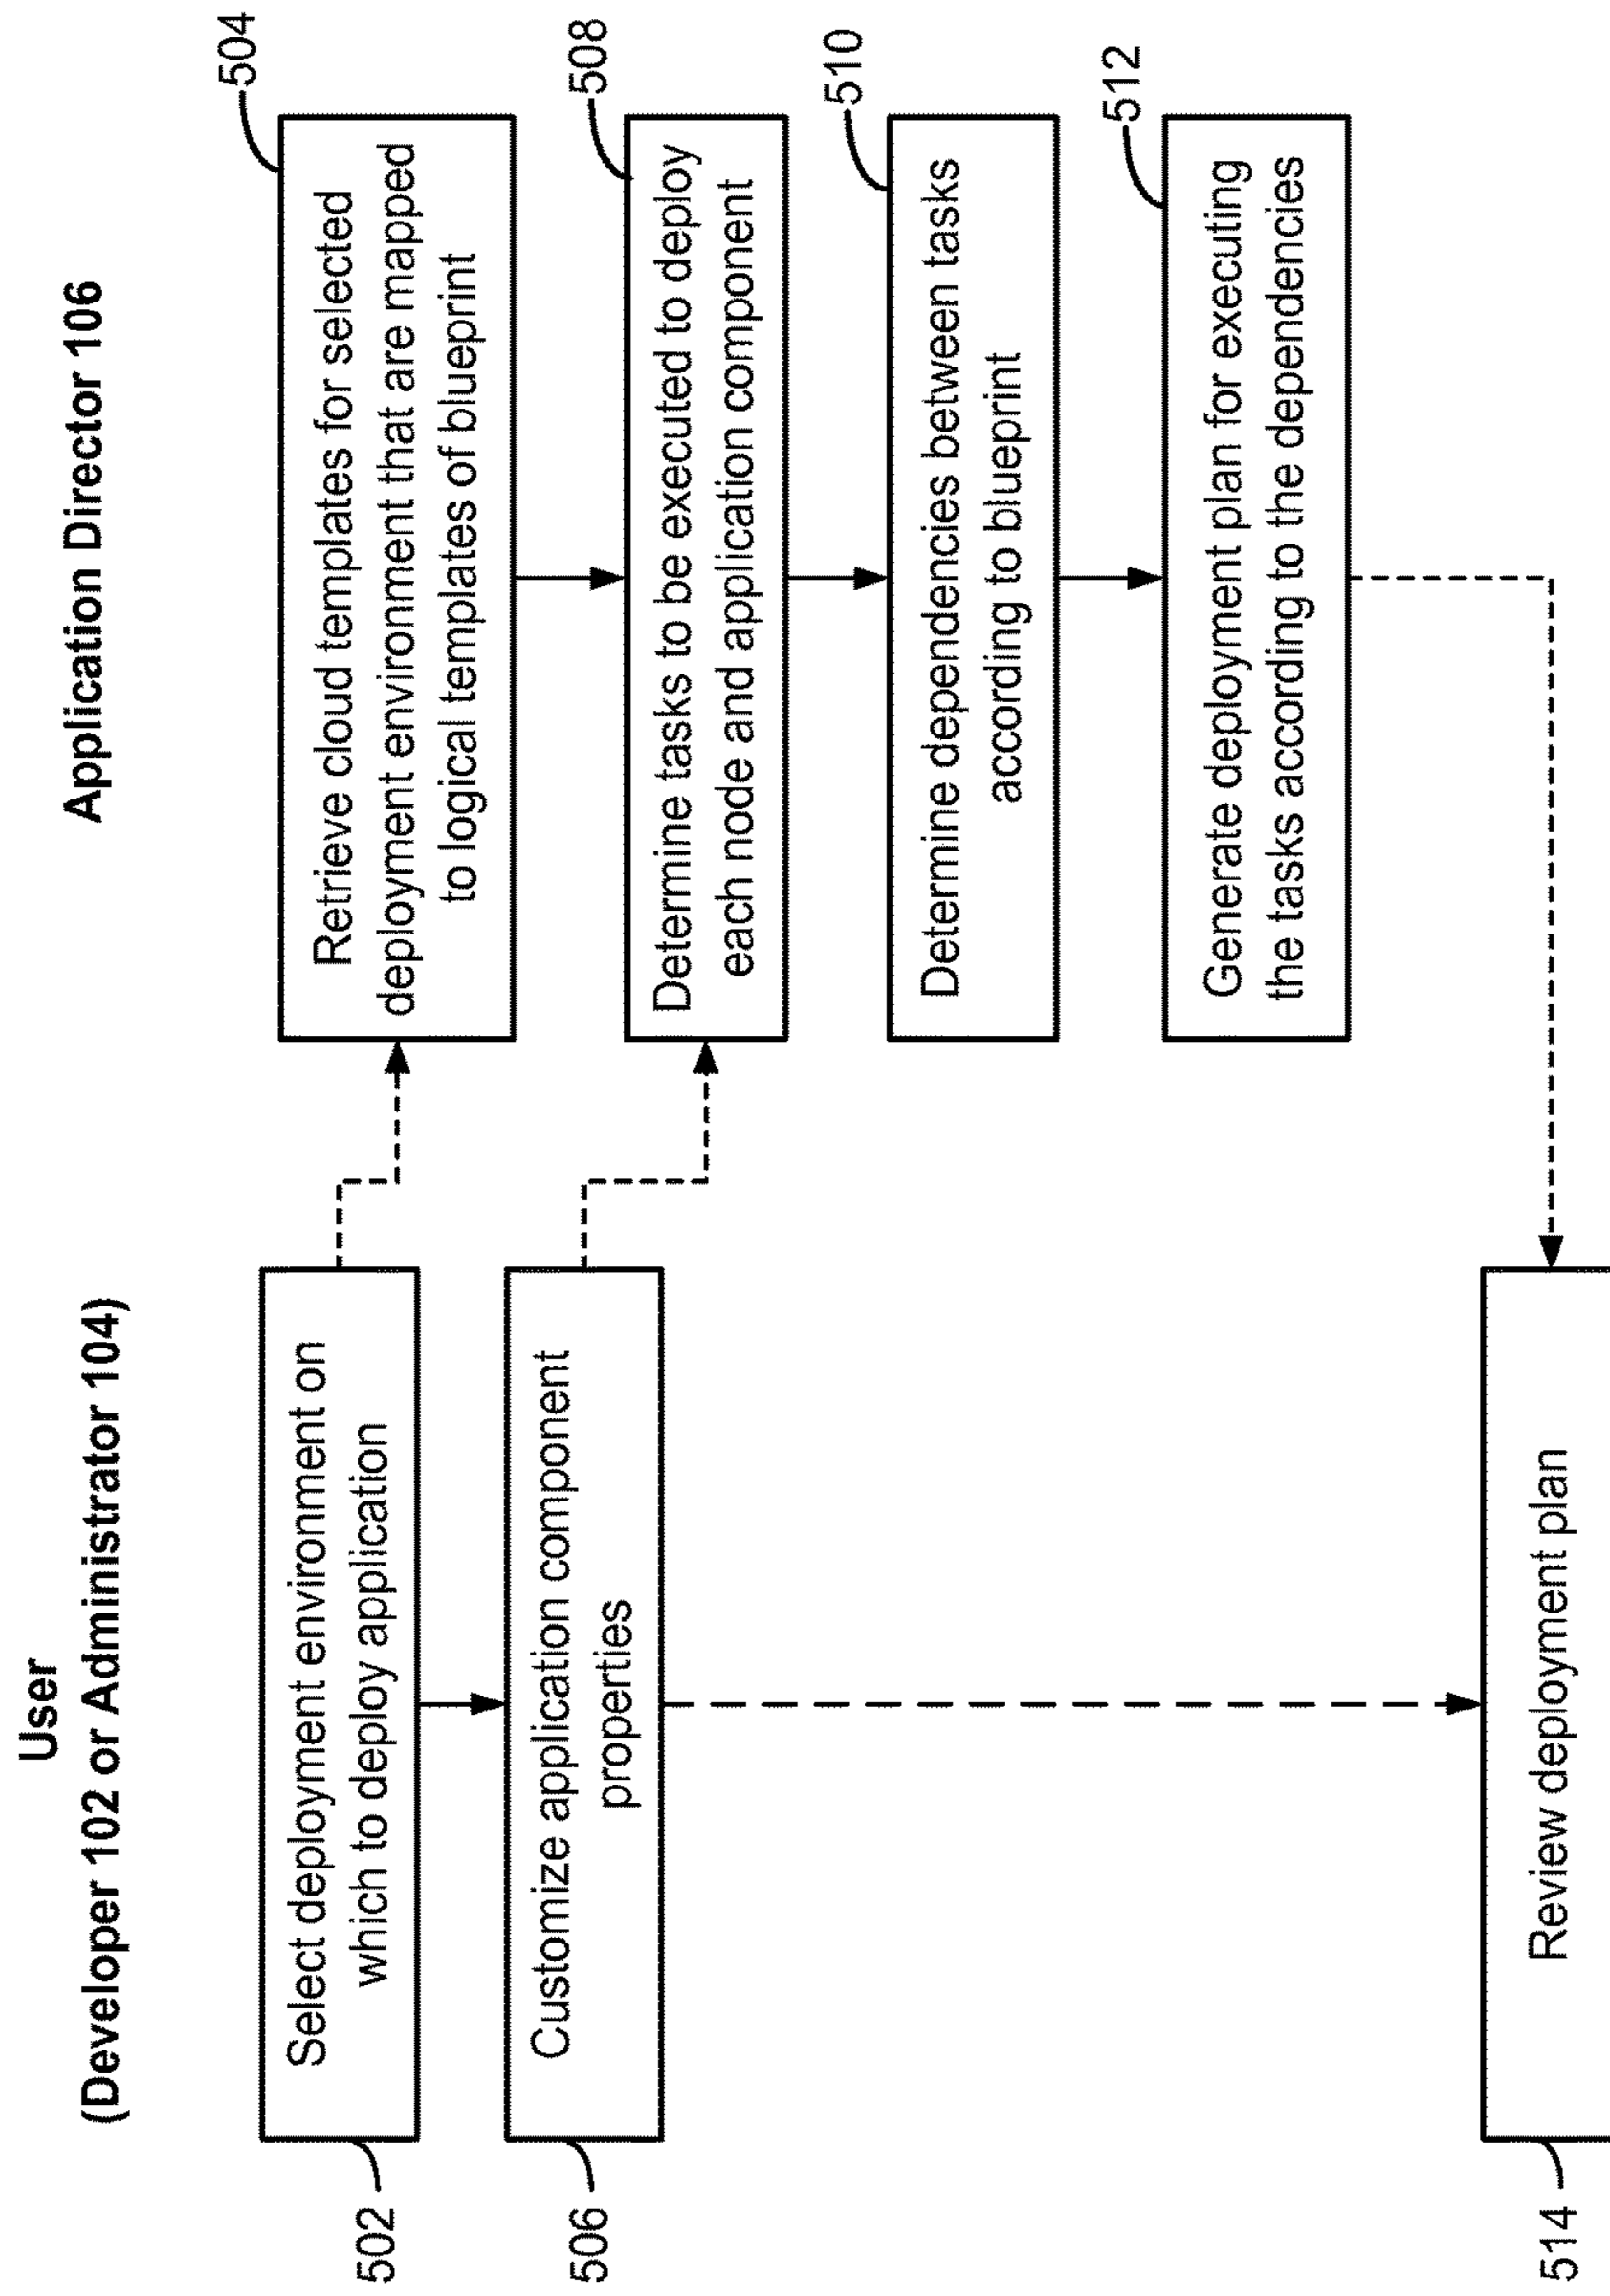 User
(Developer 102 or Administrator 104)
Application Director 106
502
Select deployment environment on
which to deploy application
504
Retrieve cloud templates for selected
deployment environment that are mapped
to logical templates of blueprint
506
Customize application component
properties
508
Determine tasks to be executed to deploy
each node and application component
510
Determine dependencies between tasks
according to blueprint
512
Generate deployment plan for executing
the tasks according to the dependencies
514
Review deployment plan